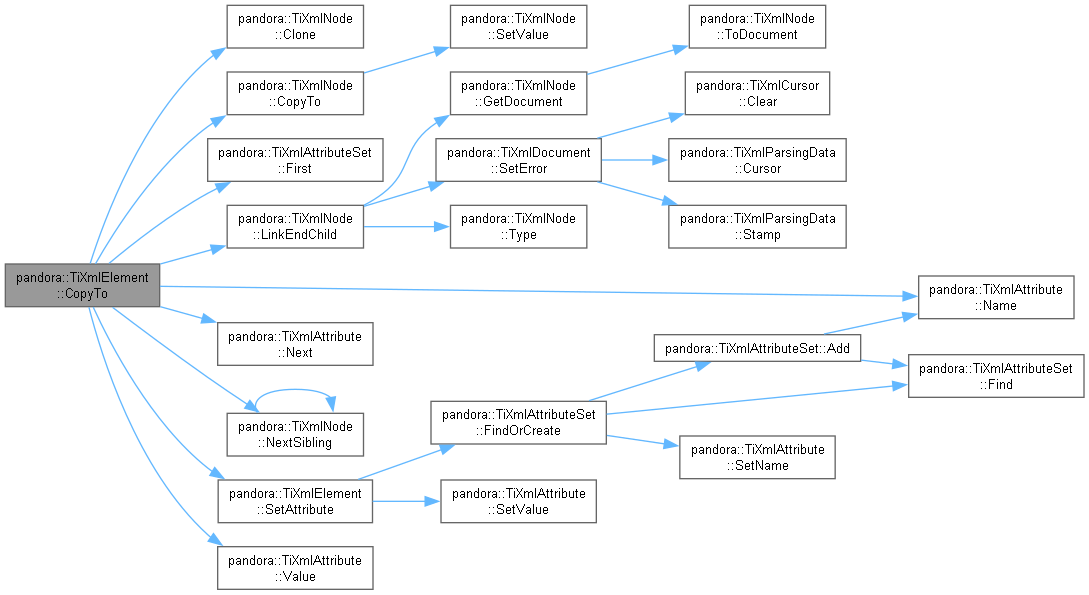 pandora::TiXmlElement
::CopyTo
pandora::TiXmlNode
::Clone
pandora::TiXmlNode
::CopyTo
pandora::TiXmlAttributeSet
::First
pandora::TiXmlNode
::LinkEndChild
pandora::TiXmlAttribute
::Next
pandora::TiXmlNode
::NextSibling
pandora::TiXmlElement
::SetAttribute
pandora::TiXmlAttribute
::Value
pandora::TiXmlNode
::SetValue
pandora::TiXmlNode
::GetDocument
pandora::TiXmlDocument
::SetError
pandora::TiXmlNode
::Type
pandora::TiXmlAttributeSet
::FindOrCreate
pandora::TiXmlAttribute
::SetValue
pandora::TiXmlNode
::ToDocument
pandora::TiXmlCursor
::Clear
pandora::TiXmlParsingData
::Cursor
pandora::TiXmlParsingData
::Stamp
pandora::TiXmlAttributeSet::Add
pandora::TiXmlAttribute
::SetName
pandora::TiXmlAttribute
::Name
pandora::TiXmlAttributeSet
::Find